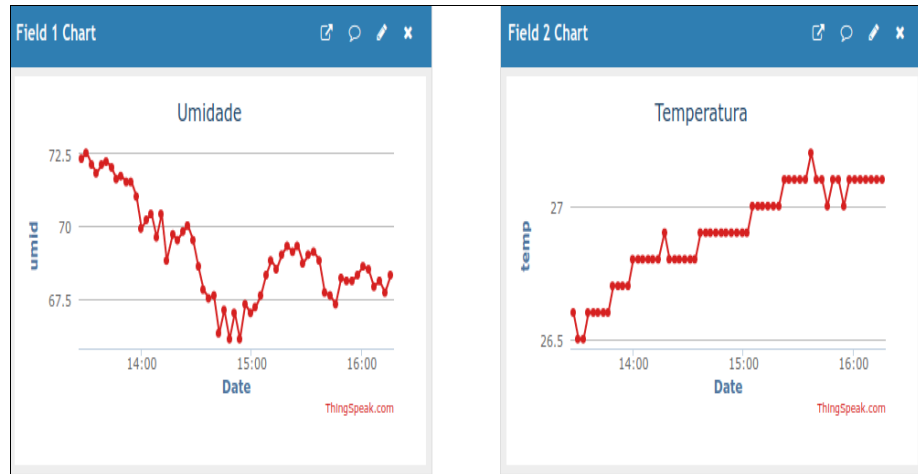 Field 1 Chart
Umidade
72.5
70
67.5
umid
14:00 15:00 16:00
Date
ThingSpeak.com
Field 2 Chart
Temperatura
27
26.5
temp
14:00 15:00 16:00
Date
ThingSpeak.com